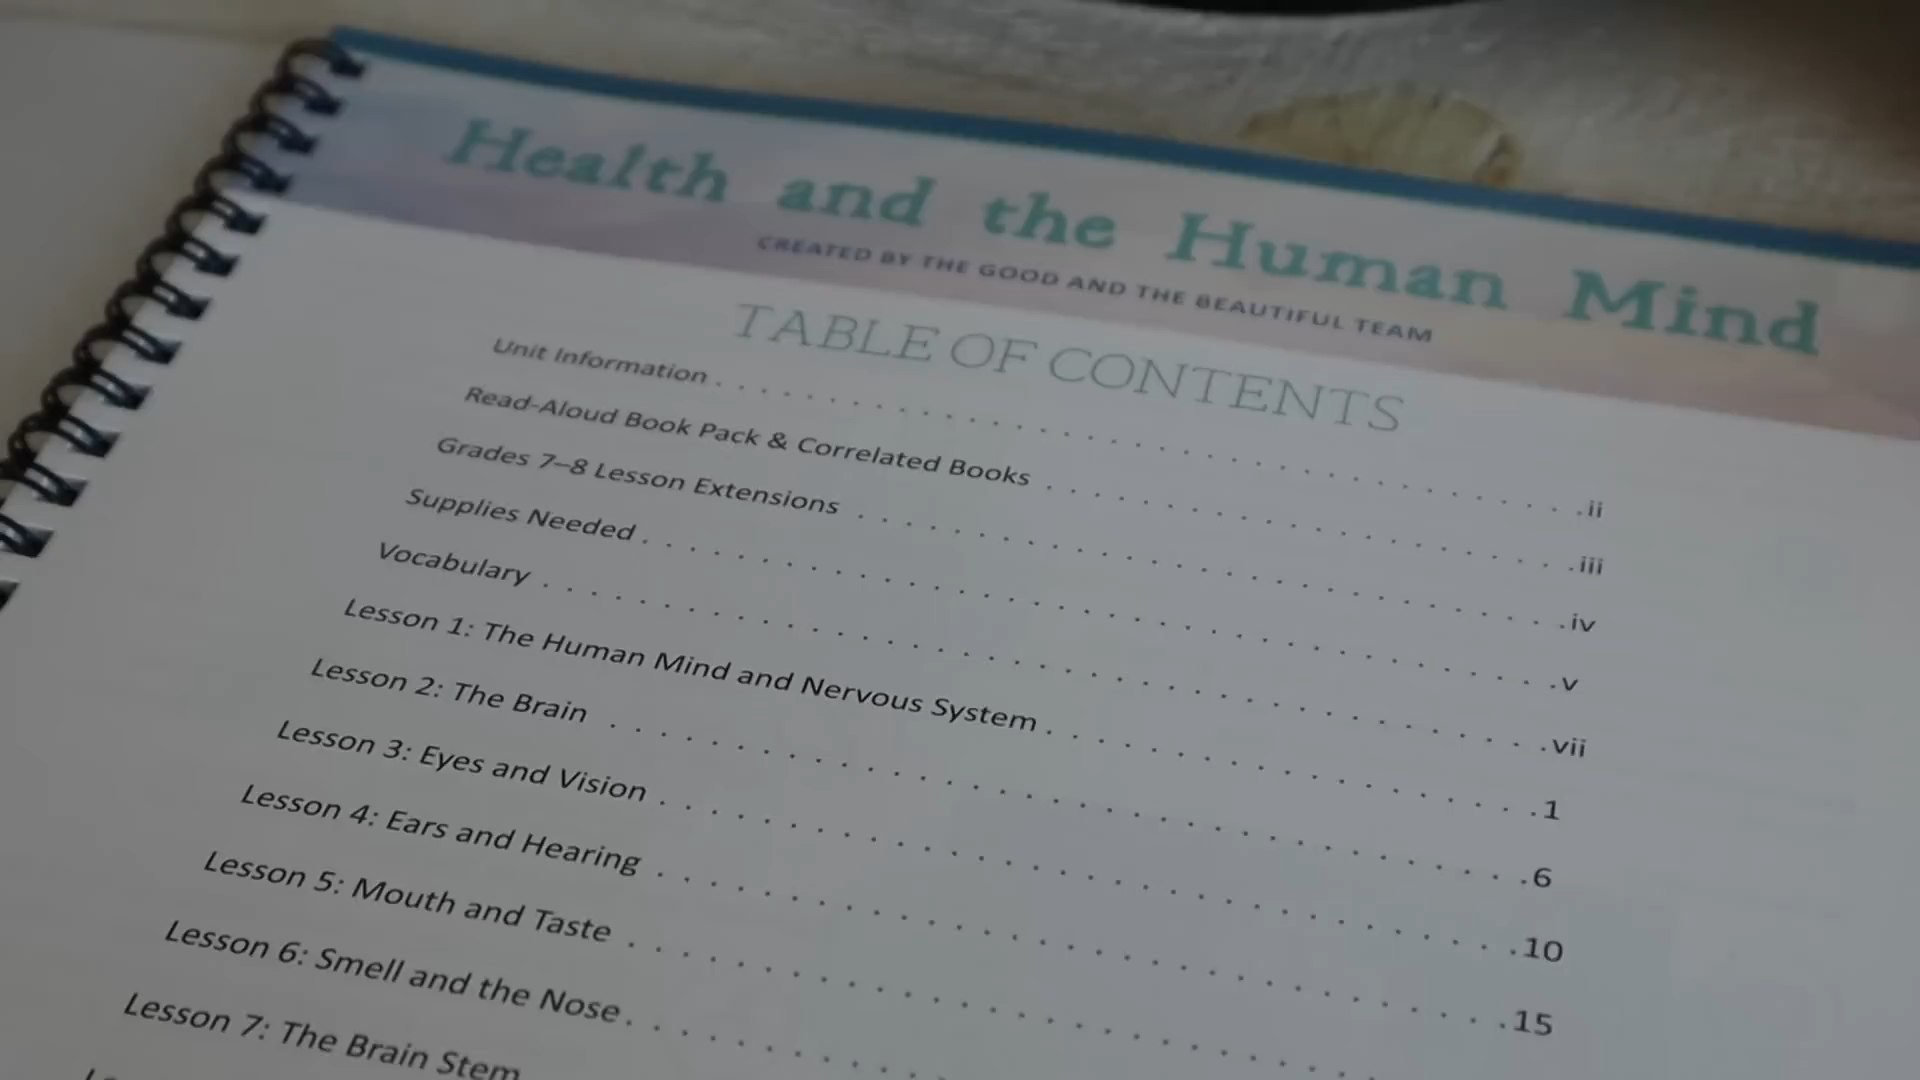 Health and the Human Mind
CREATED BY THE GOOD AND THE BEAUTIFUL TEAM
TABLE OF CONTENTS
Unit Information . . . . . . . . . . . . . . . . . . . . . . . . . . . . . . . . . . . ii
Read-Aloud Book Pack & Correlated Books . . . . . . . . . . . . . . . . . . . . . . iii
Grades 7–8 Lesson Extensions . . . . . . . . . . . . . . . . . . . . . . . . . . . . . . iv
Supplies Needed . . . . . . . . . . . . . . . . . . . . . . . . . . . . . . . . . . . . . v
Vocabulary . . . . . . . . . . . . . . . . . . . . . . . . . . . . . . . . . . . . . . . . vii
Lesson 1: The Human Mind and Nervous System . . . . . . . . . . . . . . . . . . . 1
Lesson 2: The Brain . . . . . . . . . . . . . . . . . . . . . . . . . . . . . . . . . . . 6
Lesson 3: Eyes and Vision . . . . . . . . . . . . . . . . . . . . . . . . . . . . . . . . 10
Lesson 4: Ears and Hearing . . . . . . . . . . . . . . . . . . . . . . . . . . . . . . . 15
Lesson 5: Mouth and Taste . . . . . . . . . . . . . . . . . . . . . . . . . . .
Lesson 6: Smell and the Nose . . . . . . . . . . . .
Lesson 7: The Brain Stem